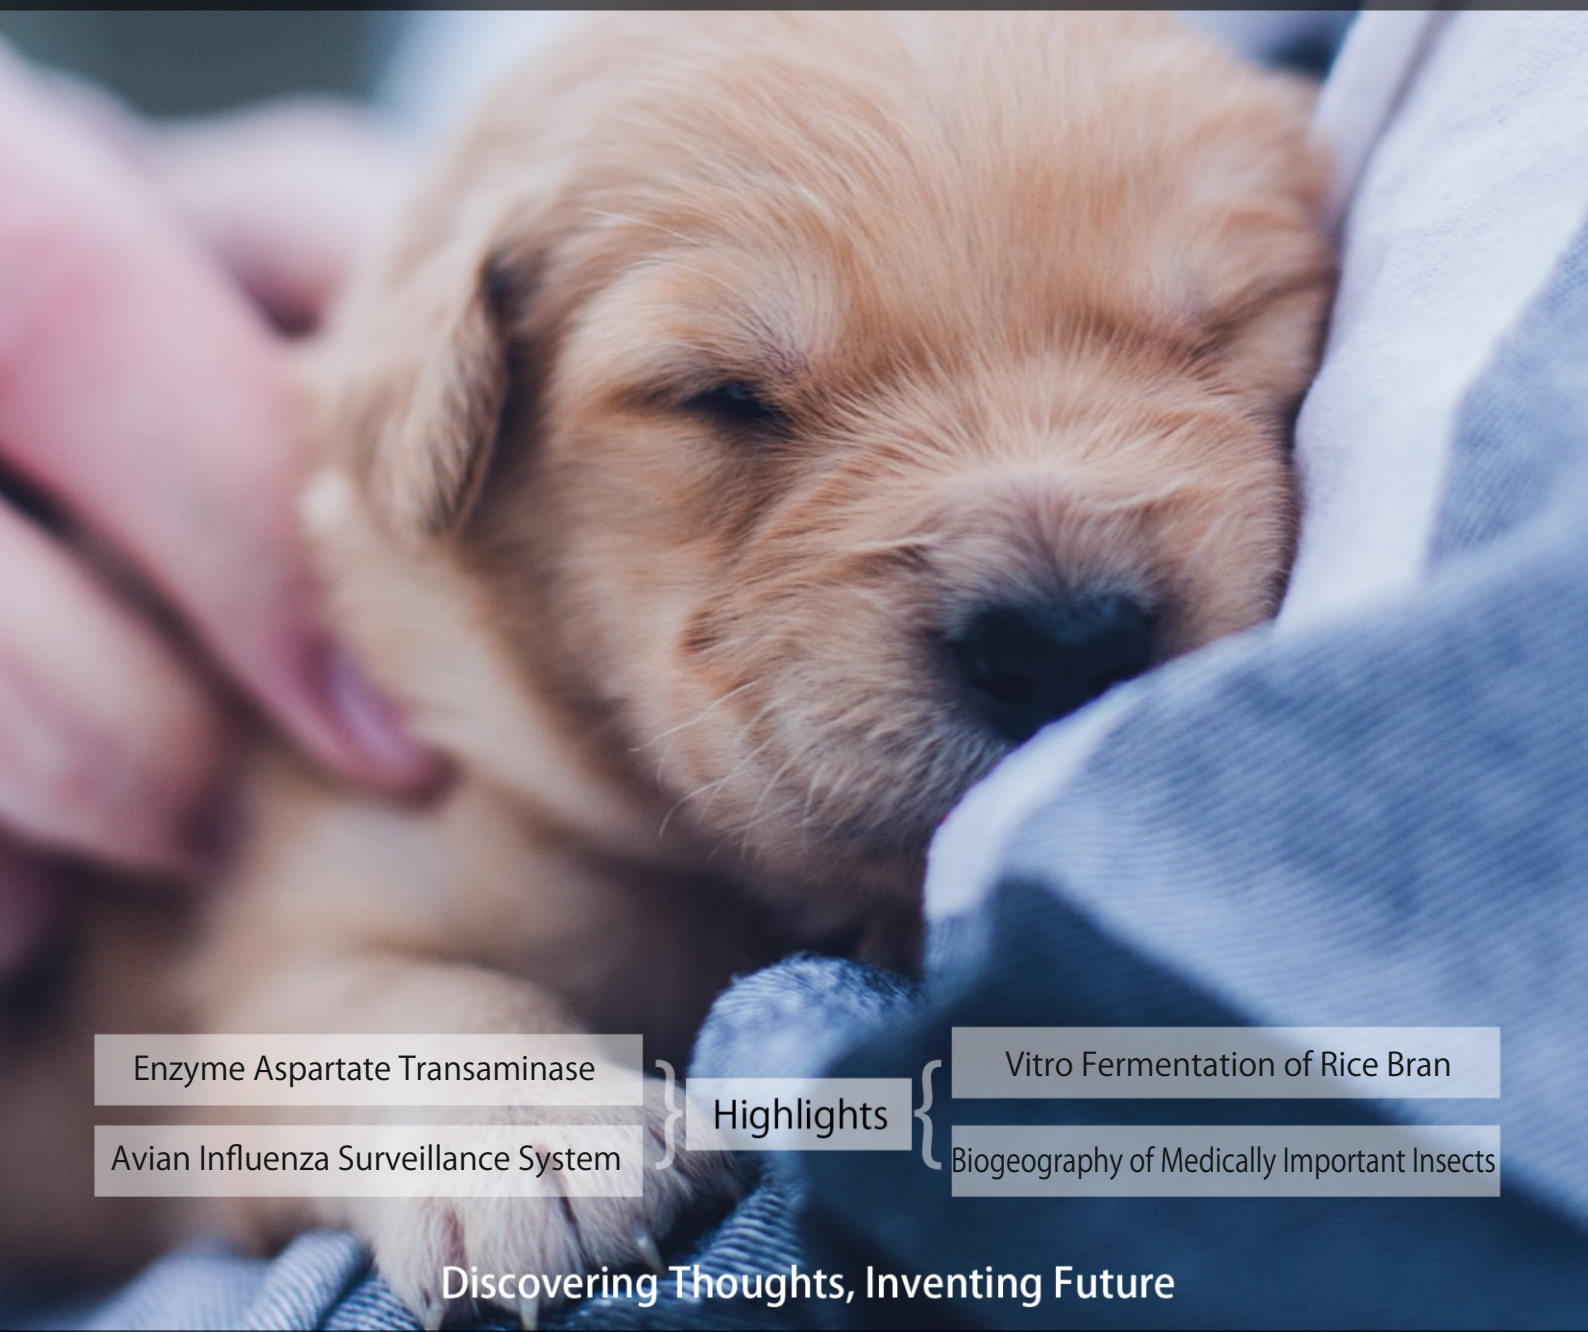 Enzyme Aspartate Transaminase
Avian Influenza Surveillance System
Highlights
Vitro Fermentation of Rice Bran
Biogeography of Medically Important Insects
Discovering Thoughts, Inventing Future